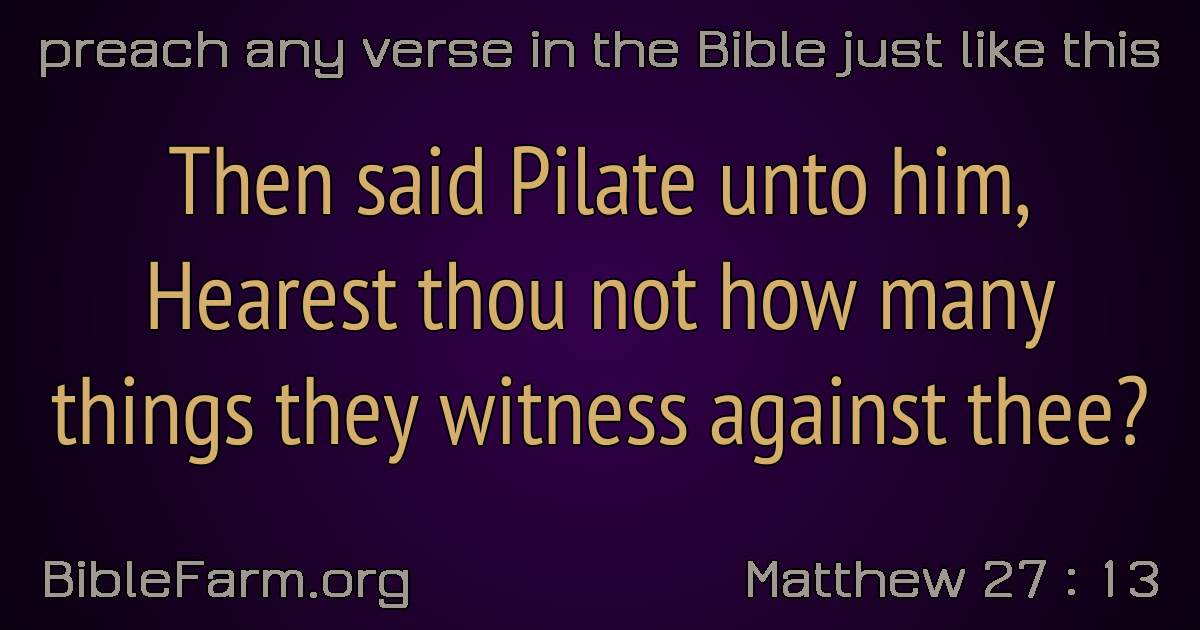 preach any verse in the Bible just like this
Then said Pilate unto him,
Hearest thou not how many
things they witness against thee?
BibleFarm.org
Matthew 27 : 13